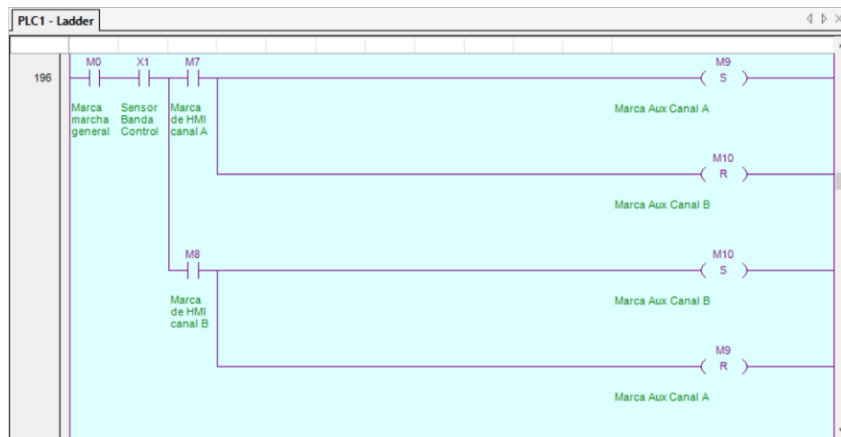 PLC1 - Ladder
M0 X1 M7 M9
196
S
Marca Sensor Marca
marcha Banda de HMI
general Control canal A
Marca Aux Canal A
M10
R
Marca Aux Canal B
M8 M10
S
Marca
de HMI
canal B
Marca Aux Canal B
M9
R
Marca Aux Canal A